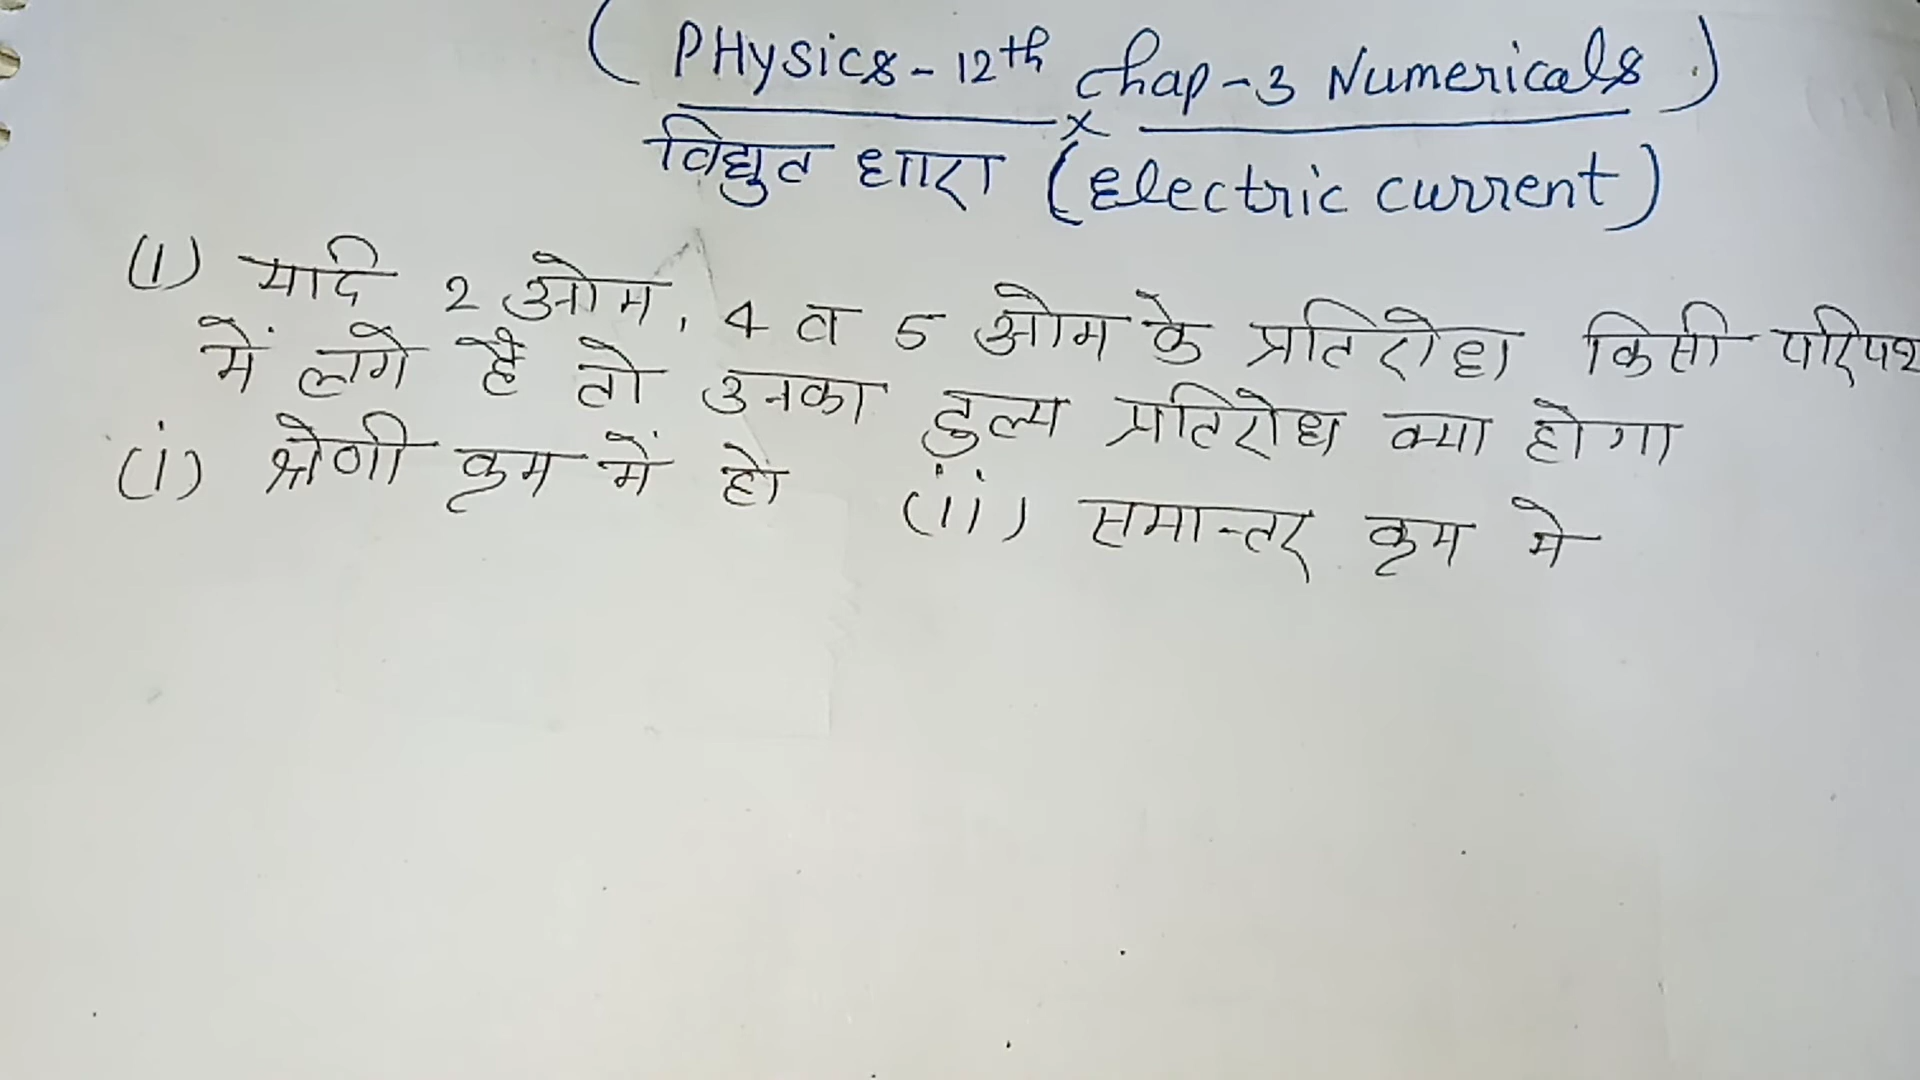 ( PHysics - 12th Chap - 3 Numericals )
विद्युत धारा (Electric current)
(1) यदि 2 ओम, 4 व 5 ओम के प्रतिरोध किसी परिपथ
में लगे है तो उनका तुल्य प्रतिरोध क्या होगा
(i) श्रेणी क्रम में हो (ii) समान्तर क्रम मे